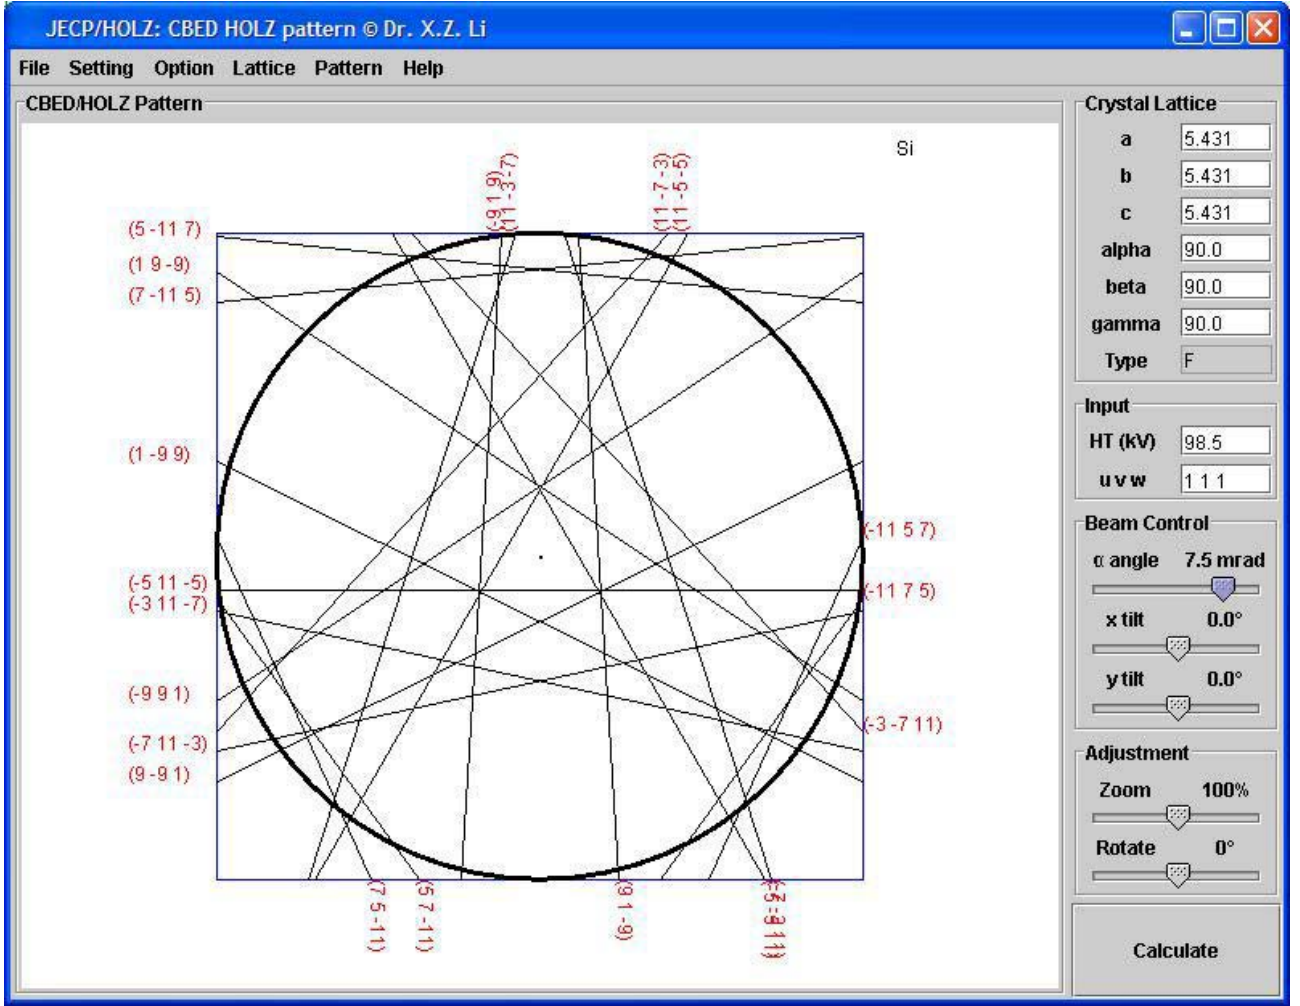 JECP/HOLZ: CBED HOLZ pattern © Dr. X.Z. Li
File Setting Option Lattice Pattern Help
CBED/HOLZ Pattern
Si
(-9 1 9)
(11 -3 -7)
(11 -7 -3)
(11 -5 -5)
(5 -11 7)
(1 9 -9)
(7 -11 5)
(1 -9 9)
(-11 5 7)
(-5 11 -5)
(-11 7 5)
(-3 11 -7)
(-9 9 1)
(-3 -7 11)
(-7 11 -3)
(9 -9 1)
(7 5 -11)
(5 7 -11)
(9 1 -9)
Crystal Lattice
a 5.431
b 5.431
c 5.431
alpha 90.0
beta 90.0
gamma 90.0
Type F
Input
HT (kV) 98.5
u v w 1 1 1
Beam Control
α angle 7.5 mrad
x tilt 0.0°
y tilt 0.0°
Adjustment
Zoom 100%
Rotate 0°
Calculate